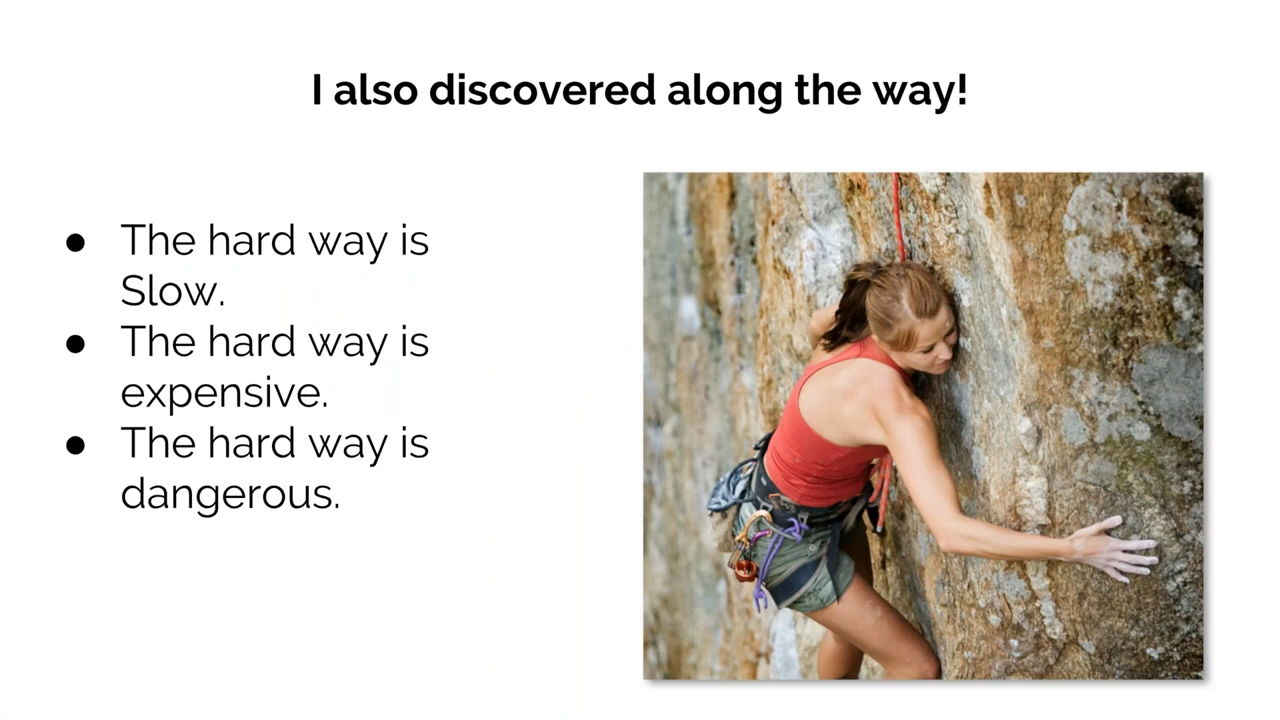 I also discovered along the way!
● The hard way is
Slow.
● The hard way is
expensive.
● The hard way is
dangerous.